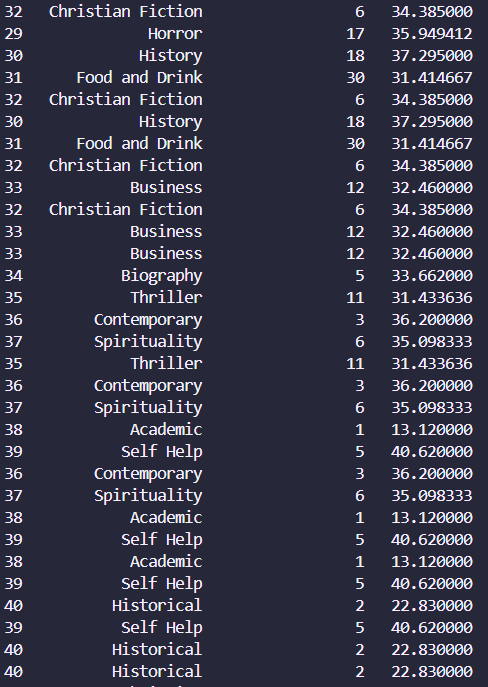 32 Christian Fiction 6 34.385000
29 Horror 17 35.949412
30 History 18 37.295000
31 Food and Drink 30 31.414667
32 Christian Fiction 6 34.385000
30 History 18 37.295000
31 Food and Drink 30 31.414667
32 Christian Fiction 6 34.385000
33 Business 12 32.460000
32 Christian Fiction 6 34.385000
33 Business 12 32.460000
33 Business 12 32.460000
34 Biography 5 33.662000
35 Thriller 11 31.433636
36 Contemporary 3 36.200000
37 Spirituality 6 35.098333
35 Thriller 11 31.433636
36 Contemporary 3 36.200000
37 Spirituality 6 35.098333
38 Academic 1 13.120000
39 Self Help 5 40.620000
36 Contemporary 3 36.200000
37 Spirituality 6 35.098333
38 Academic 1 13.120000
39 Self Help 5 40.620000
38 Academic 1 13.120000
39 Self Help 5 40.620000
40 Historical 2 22.830000
39 Self Help 5 40.620000
40 Historical 2 22.830000
40 Historical 2 22.830000